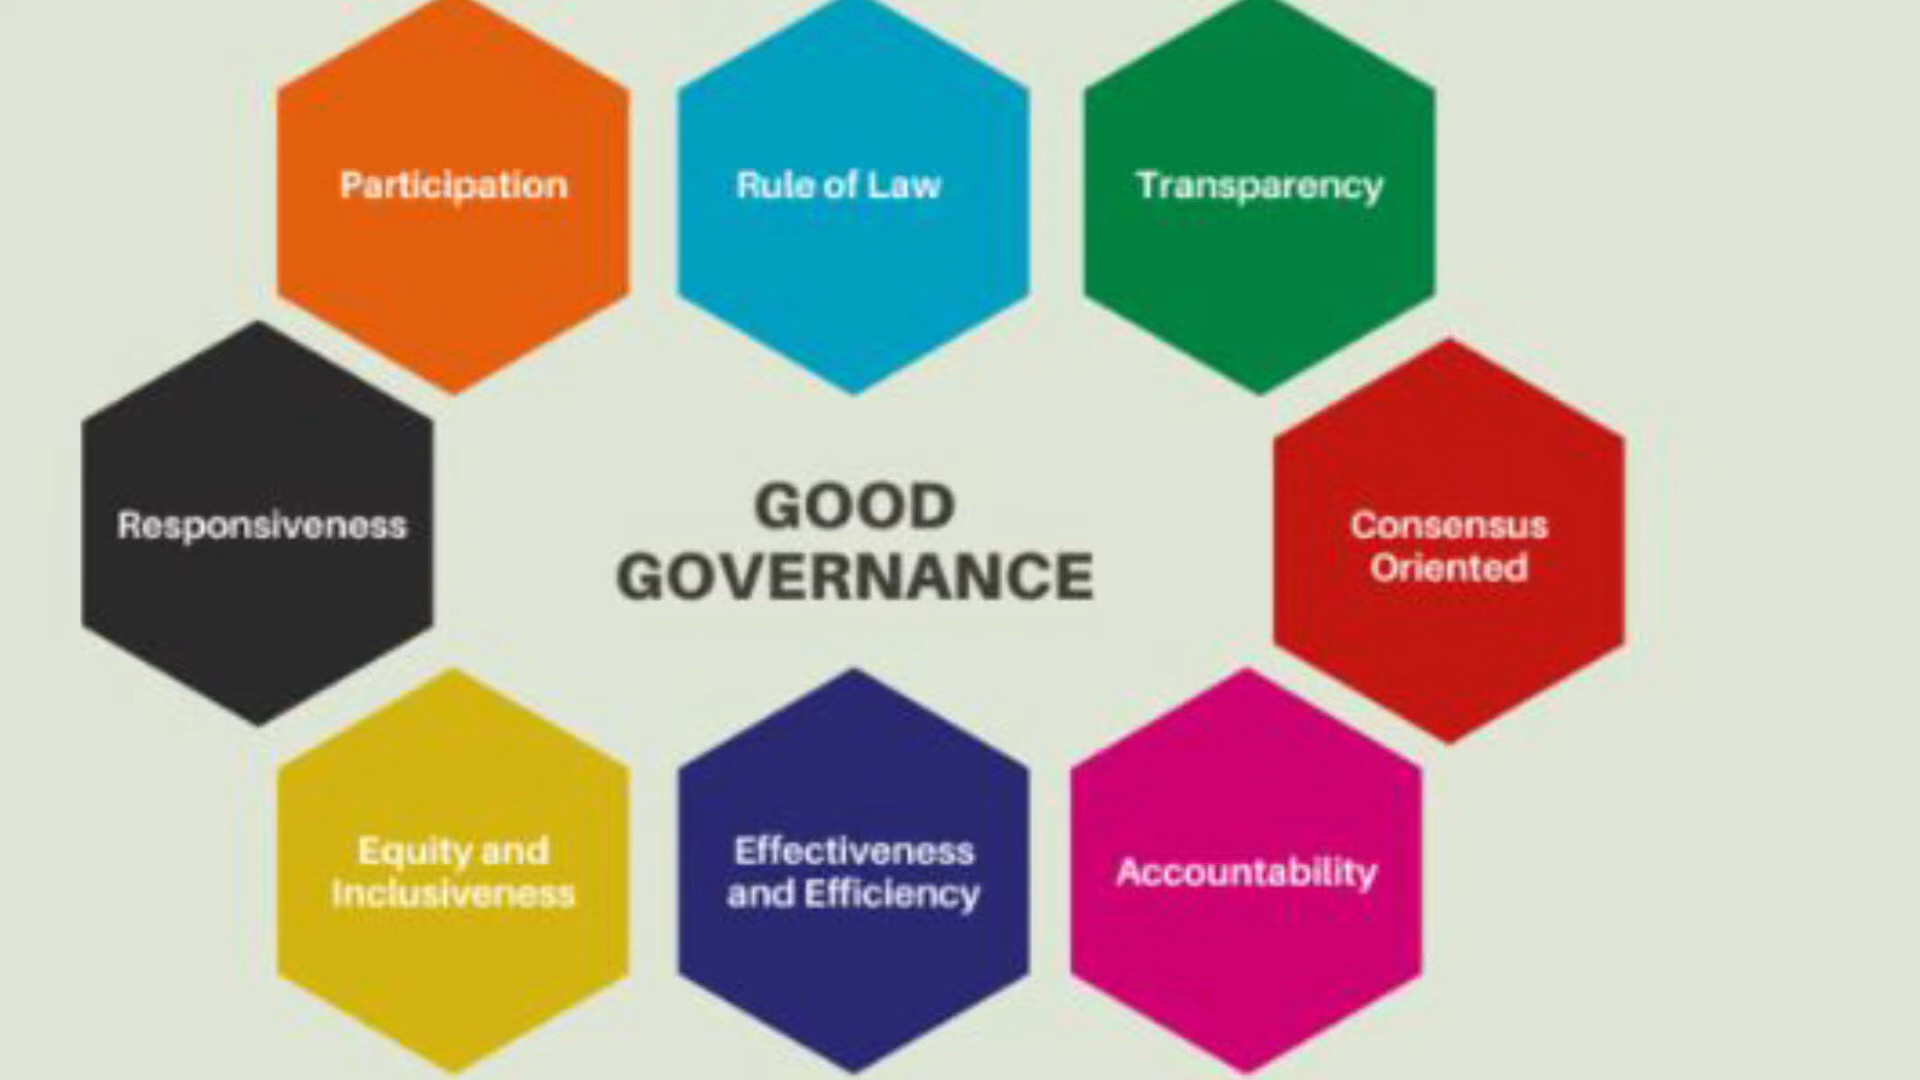 Participation
Rule of Law
Transparency
Responsiveness
GOOD
GOVERNANCE
Consensus
Oriented
Equity and
Inclusiveness
Effectiveness
and Efficiency
Accountability